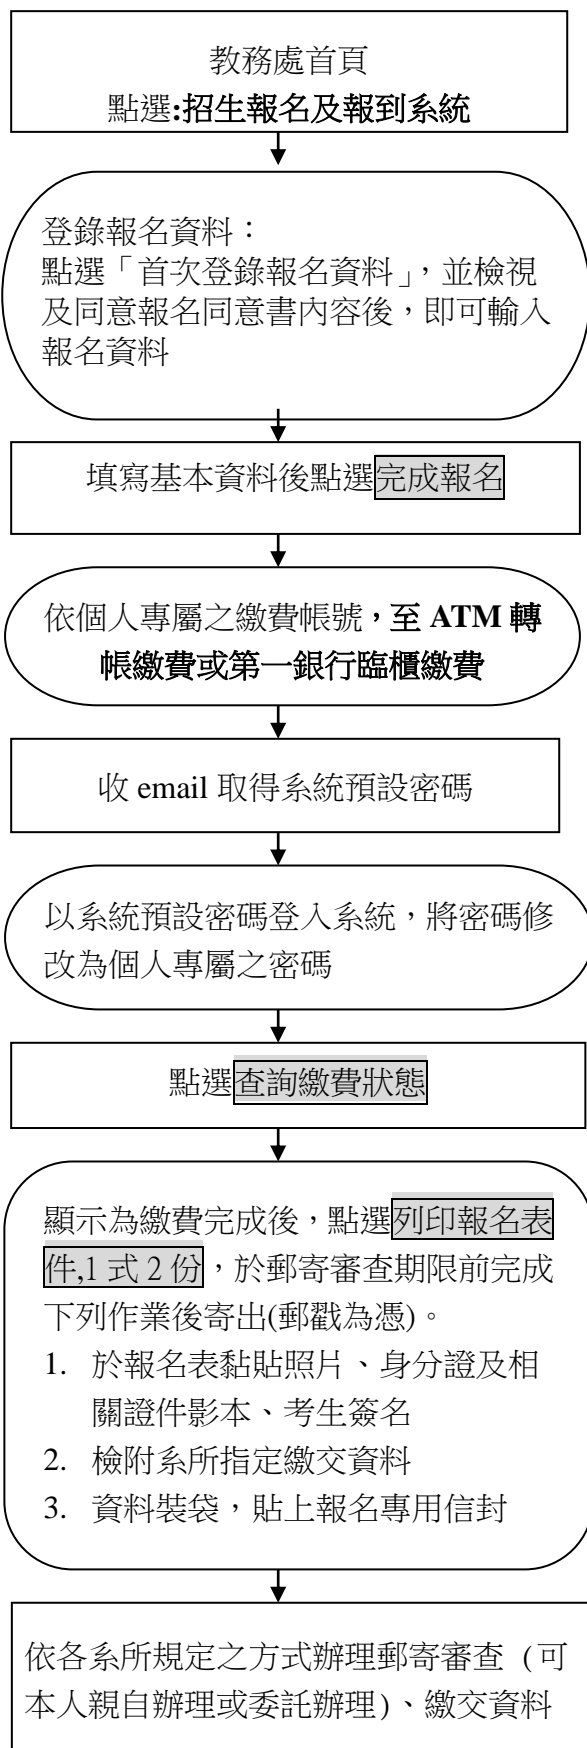 教務處首頁
點選:招生報名及報到系統
登錄報名資料：
點選「首次登錄報名資料」，並檢視
及同意報名同意書內容後，即可輸入
報名資料
填寫基本資料後點選完成報名
依個人專屬之繳費帳號，至 ATM 轉
帳繳費或第一銀行臨櫃繳費
收 email 取得系統預設密碼
以系統預設密碼登入系統，將密碼修
改為個人專屬之密碼
點選查詢繳費狀態
顯示為繳費完成後，點選列印報名表
件,1 式 2 份，於郵寄審查期限前完成
下列作業後寄出(郵戳為憑)。
1. 於報名表黏貼照片、身分證及相
關證件影本、考生簽名
2. 檢附系所指定繳交資料
3. 資料裝袋，貼上報名專用信封
依各系所規定之方式辦理郵寄審查 (可
本人親自辦理或委託辦理)、繳交資料